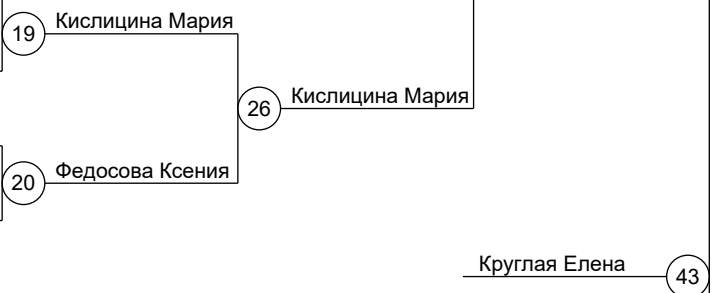 19 Кислицина Мария
26 Кислицина Мария
20 Федосова Ксения
Круглая Елена 43